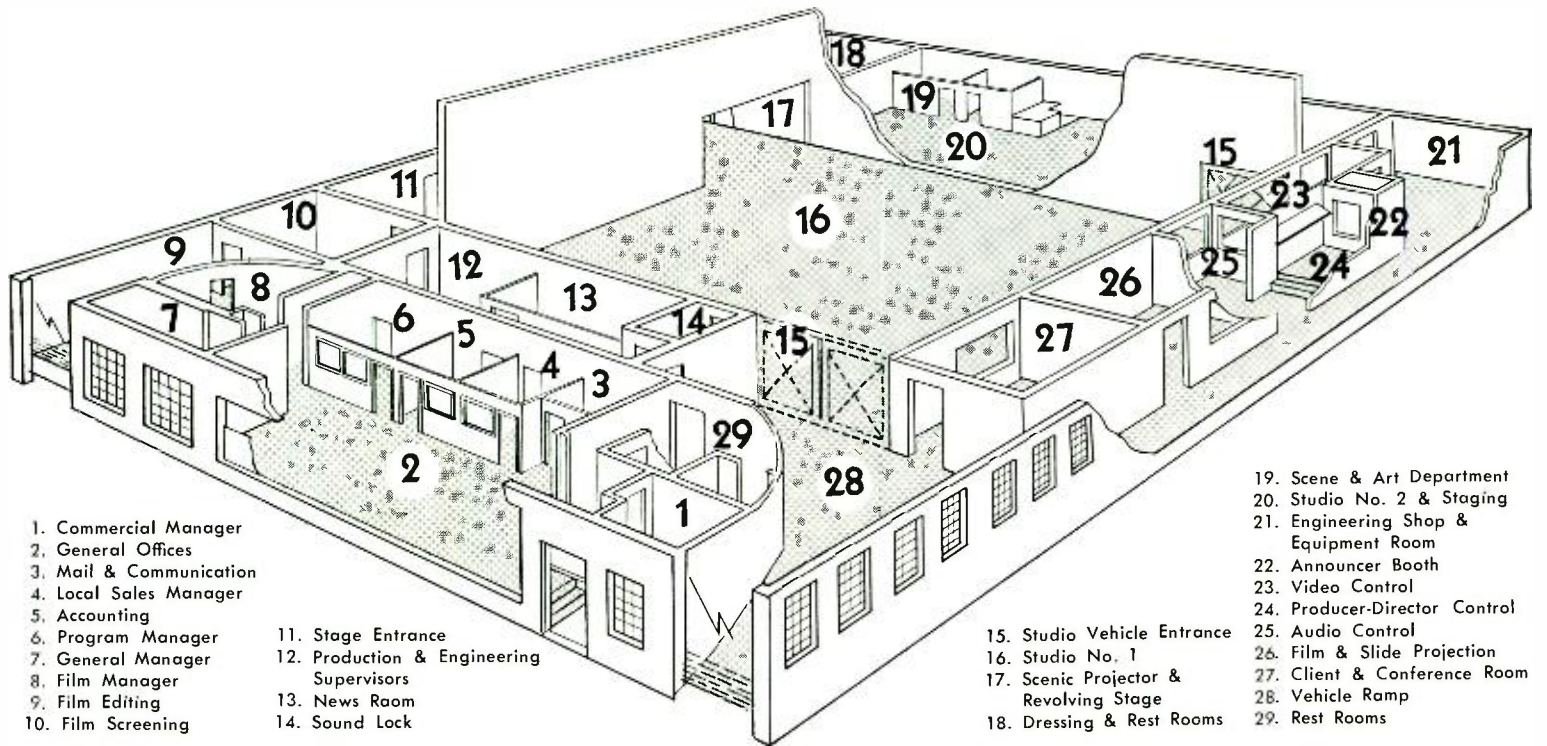 18
19
17
20
21
15
11
23
10
16
22
9
12
25
24
26
8
13
7
6
14
5
15
27
4
3
29
2
28
1
1. Commercial Manager
2. General Offices
3. Mail & Communication
4. Local Sales Manager
5. Accounting
6. Program Manager
7. General Manager
8. Film Manager
9. Film Editing
10. Film Screening
11. Stage Entrance
12. Production & Engineering
Supervisors
13. News Room
14. Sound Lock
15. Studio Vehicle Entrance
16. Studio No. 1
17. Scenic Projector &
Revolving Stage
18. Dressing & Rest Rooms
19. Scene & Art Department
20. Studio No. 2 & Staging
21. Engineering Shop &
Equipment Room
22. Announcer Booth
23. Video Control
24. Producer-Director Control
25. Audio Control
26. Film & Slide Projection
27. Client & Conference Room
28. Vehicle Ramp
29. Rest Rooms